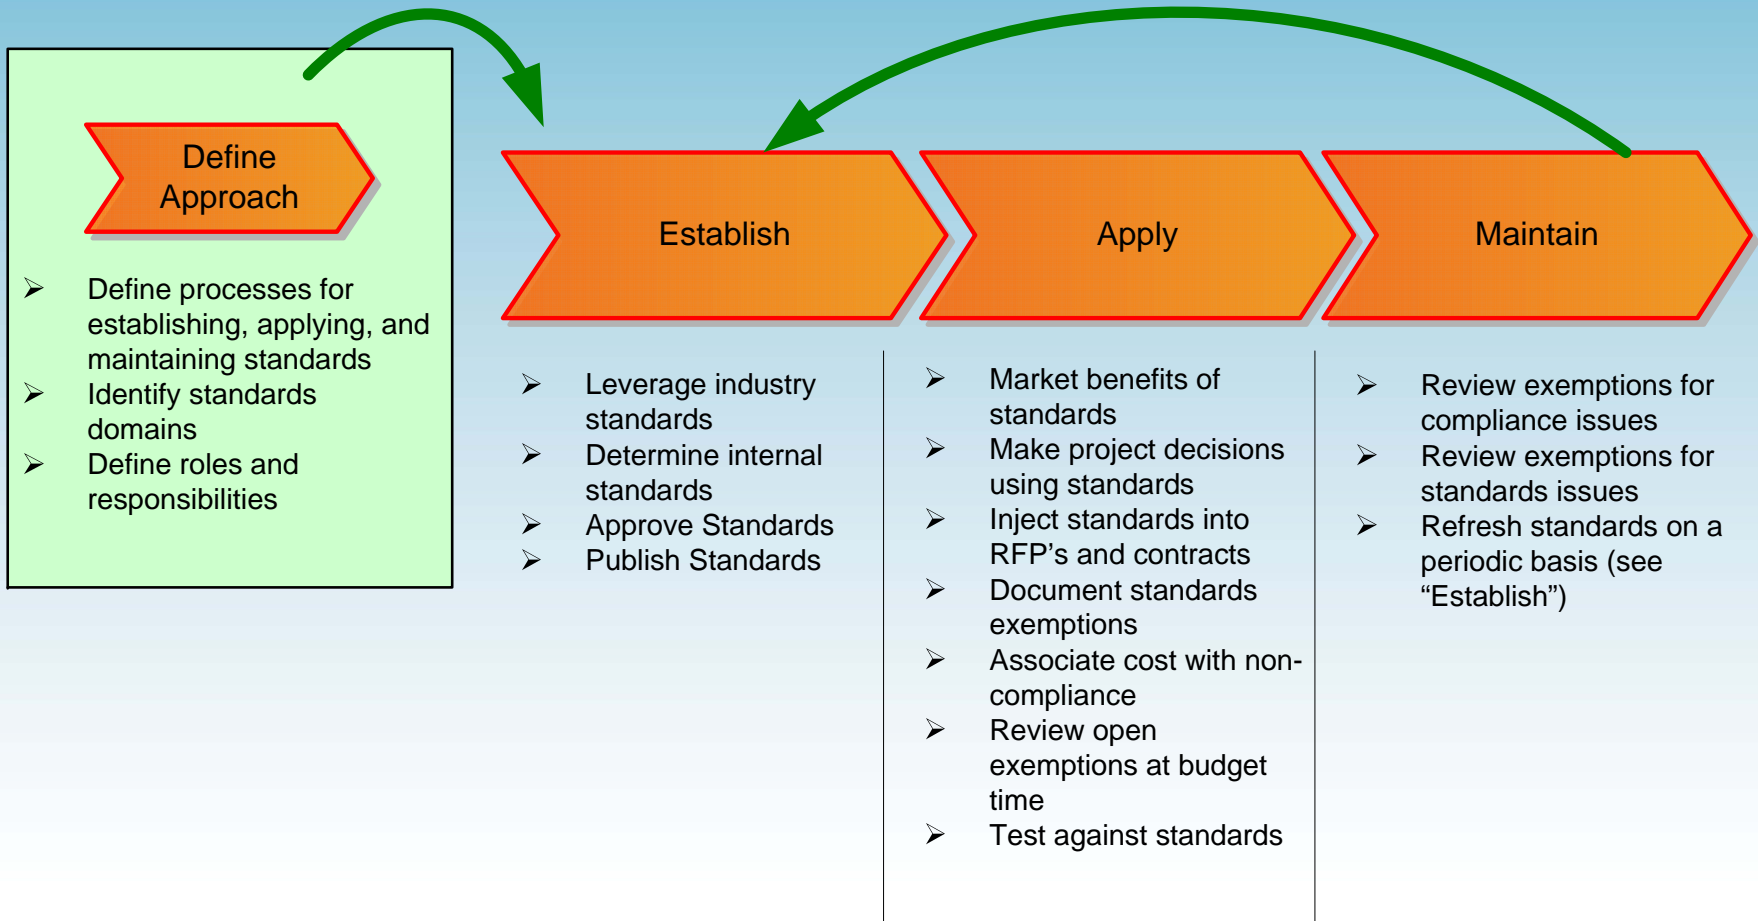 Define
Approach
➢ Define processes for
establishing, applying, and
maintaining standards
➢ Identify standards
domains
➢ Define roles and
responsibilities
Establish
➢ Leverage industry
standards
➢ Determine internal
standards
➢ Approve Standards
➢ Publish Standards
Apply
➢ Market benefits of
standards
➢ Make project decisions
using standards
➢ Inject standards into
RFP's and contracts
➢ Document standards
exemptions
➢ Associate cost with non-
compliance
➢ Review open
exemptions at budget
time
➢ Test against standards
Maintain
➢ Review exemptions for
compliance issues
➢ Review exemptions for
standards issues
➢ Refresh standards on a
periodic basis (see
“Establish”)